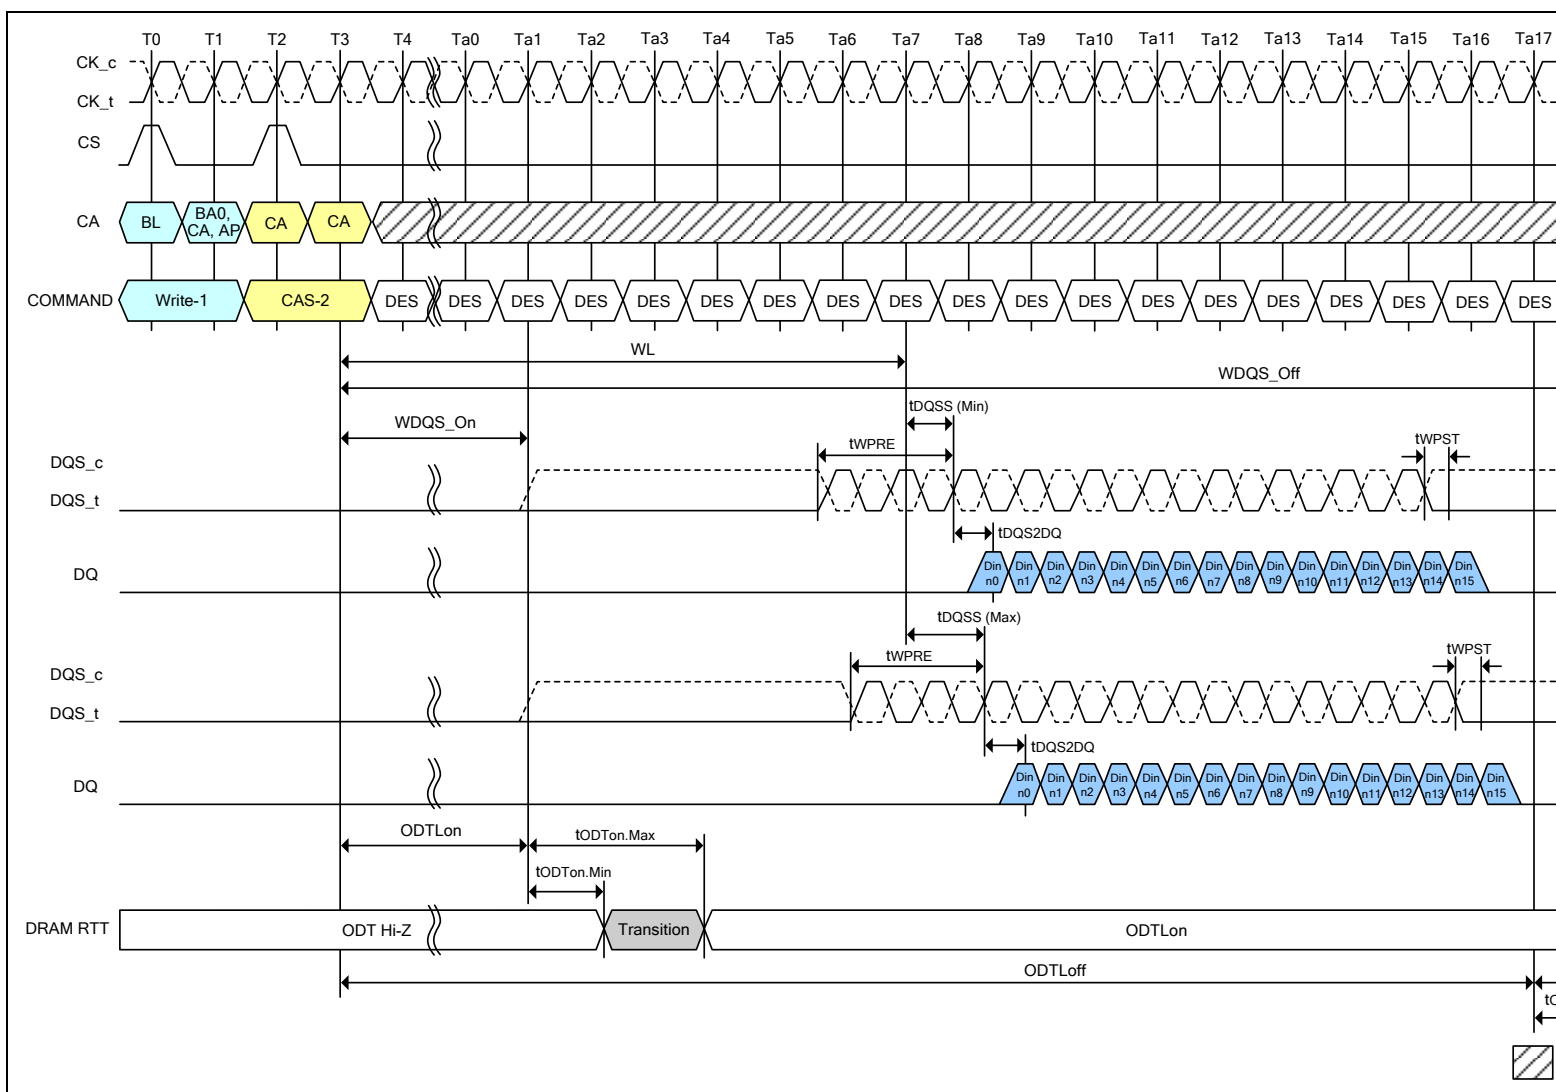 T0 T1 T2 T3 T4 Ta0 Ta1 Ta2 Ta3 Ta4 Ta5 Ta6 Ta7 Ta8 Ta9 Ta10 Ta11 Ta12 Ta13 Ta14 Ta15 Ta16 Ta17
CK_c
CK_t
CS
CA BL BA0, CA, AP CA CA
COMMAND Write-1 CAS-2 DES DES DES DES DES DES DES DES DES DES DES DES DES DES DES DES DES DES DES
WL
WDQS_Off
tDQSS (Min)
WDQS_On
tWPRE tWPST
DQS_c
DQS_t
tDQS2DQ
DQ Din n0 Din n1 Din n2 Din n3 Din n4 Din n5 Din n6 Din n7 Din n8 Din n9 Din n10 Din n11 Din n12 Din n13 Din n14 Din n15
tDQSS (Max)
tWPRE tWPST
DQS_c
DQS_t
tDQS2DQ
DQ Din n0 Din n1 Din n2 Din n3 Din n4 Din n5 Din n6 Din n7 Din n8 Din n9 Din n10 Din n11 Din n12 Din n13 Din n14 Din n15
ODTLon tODTon.Max
tODTon.Min
DRAM RTT ODT Hi-Z Transition ODTLon
ODTLoff